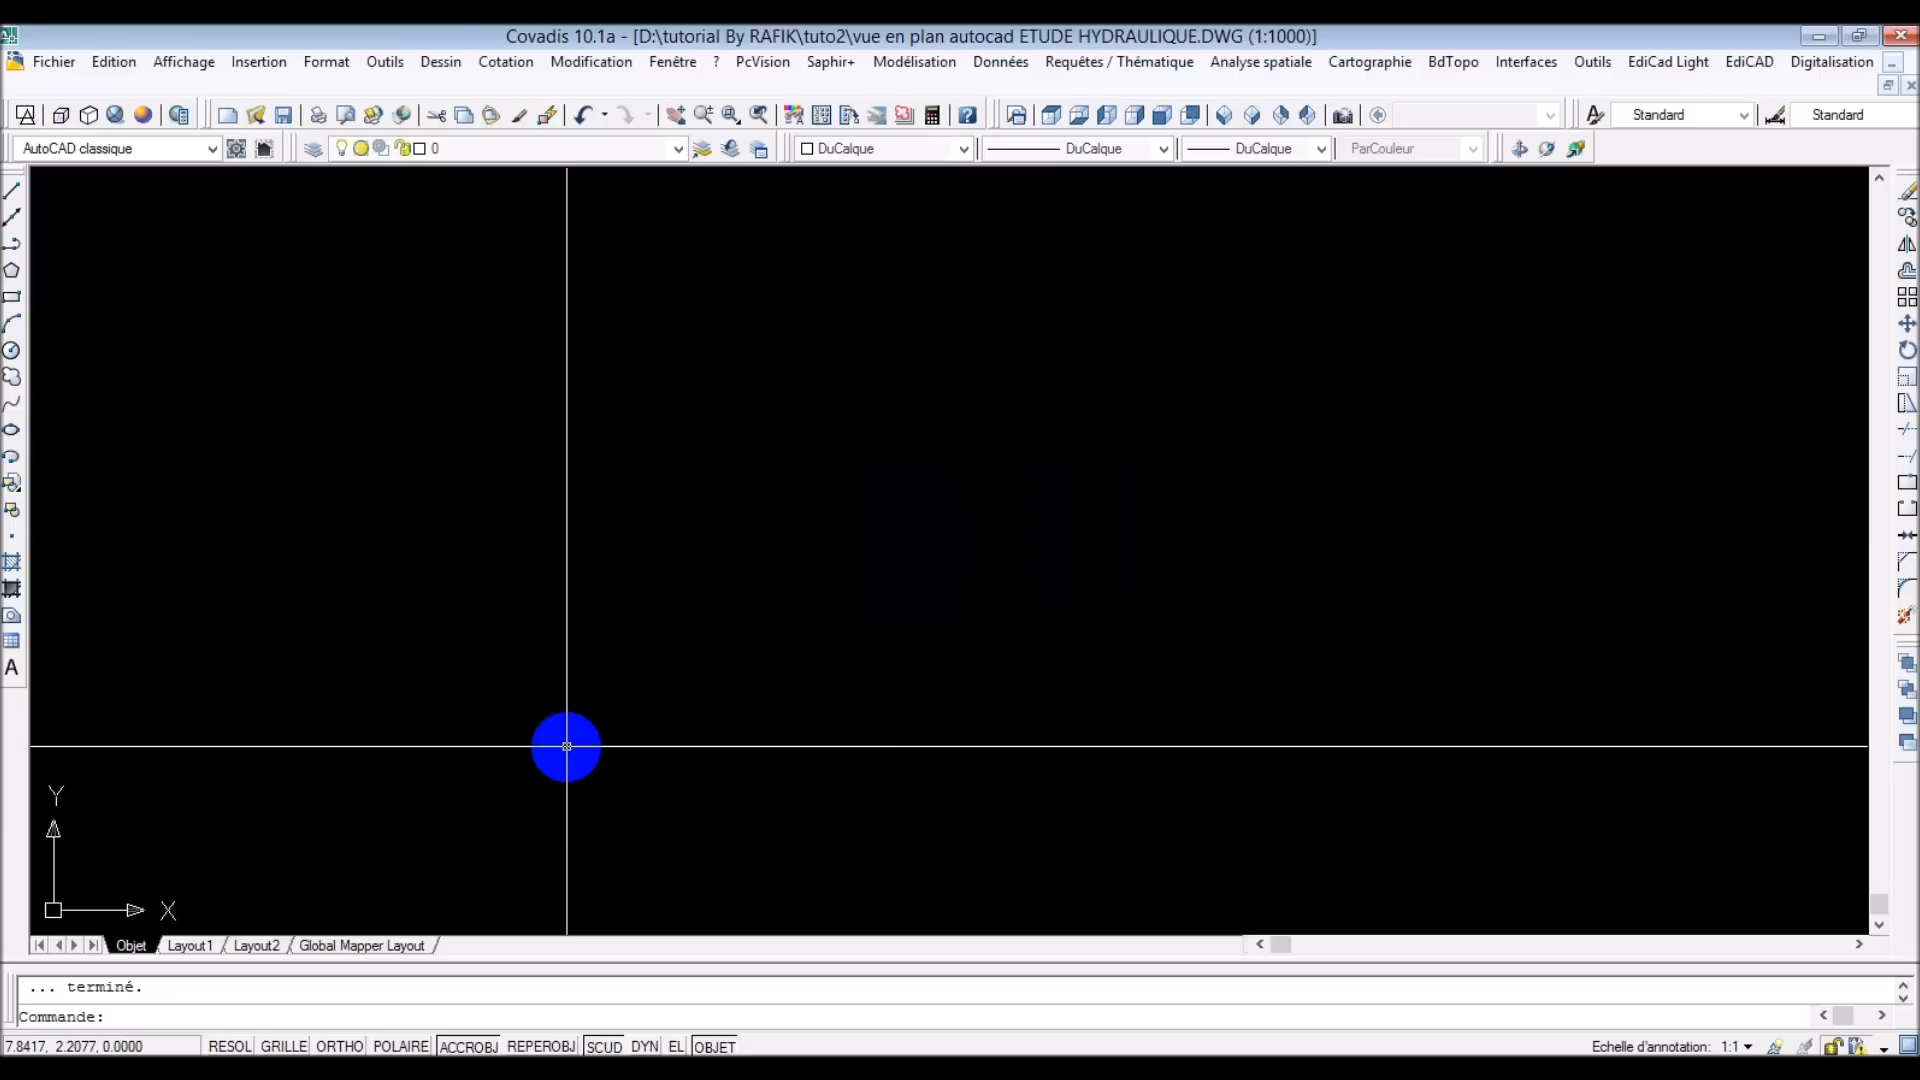 Covadis 10.1a - [D:\tutorial By RAFIK\tuto2\vue en plan autocad ETUDE HYDRAULIQUE.DWG (1:1000)]
Fichier Edition Affichage Insertion Format Outils Dessin Cotation Modification Fenêtre ? PcVision Saphir+ Modélisation Données Requêtes / Thématique Analyse spatiale Cartographie BdTopo Interfaces Outils EdiCad Light EdiCAD Digitalisation
Standard Standard
AutoCAD classique 0 DuCalque DuCalque DuCalque ParCouleur
A
Y
X
Objet Layout1 Layout2 Global Mapper Layout
... terminé.
Commande:
7.8417, 2.2077, 0.0000 RESOL GRILLE ORTHO POLAIRE ACCROBJ REPEROBJ SCUD DYN EL OBJET Echelle d'annotation: 1:1